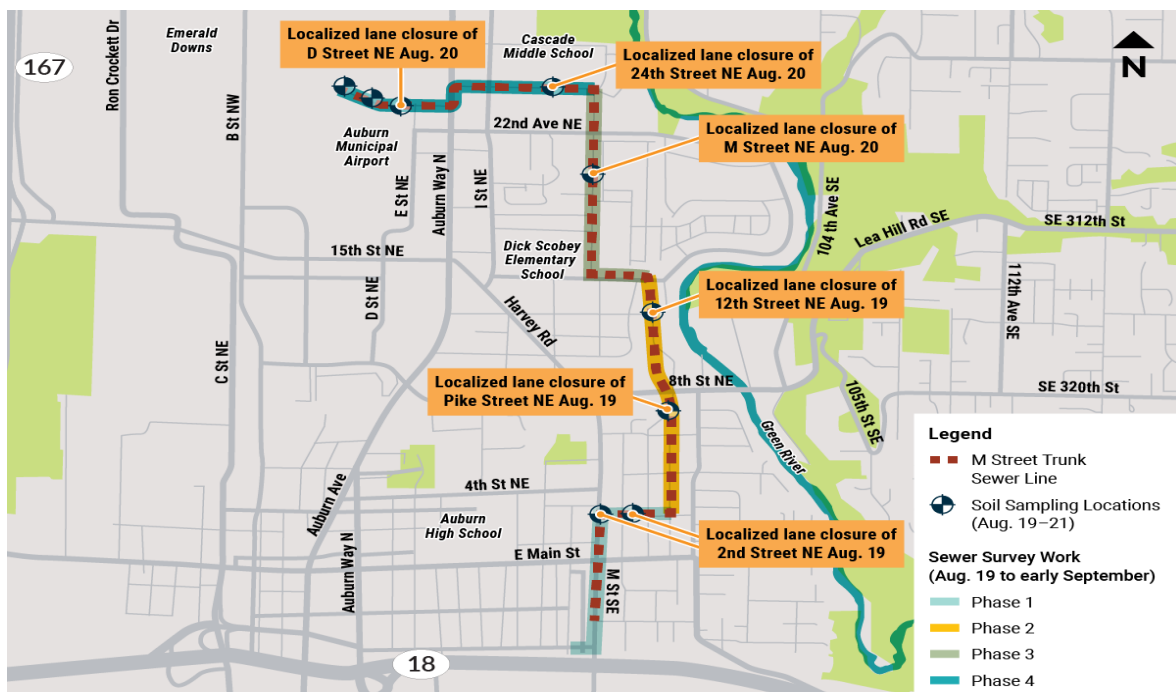 167
Ron Crockett Dr
Emerald
Downs
B St NW
Localized lane closure of
D Street NE Aug. 20
Cascade
Middle School
Localized lane closure of
24th Street NE Aug. 20
N
22nd Ave NE
Auburn
Municipal
Airport
E St NE
Auburn Way N
I St NE
Localized lane closure of
M Street NE Aug. 20
104th Ave SE
Lea Hill Rd SE
SE 312th St
112th Ave SE
15th St NE
Dick Scobey
Elementary
School
D St NE
Harvey Rd
Localized lane closure of
12th Street NE Aug. 19
C St NE
Localized lane closure of
Pike Street NE Aug. 19
8th St NE
105th St SE
SE 320th St
Green River
4th St NE
Auburn Ave
Auburn
High School
E Main St
Localized lane closure of
2nd Street NE Aug. 19
Auburn Way N
M St SE
18
Legend
M Street Trunk
Sewer Line
Soil Sampling Locations
(Aug. 19–21)
Sewer Survey Work
(Aug. 19 to early September)
Phase 1
Phase 2
Phase 3
Phase 4